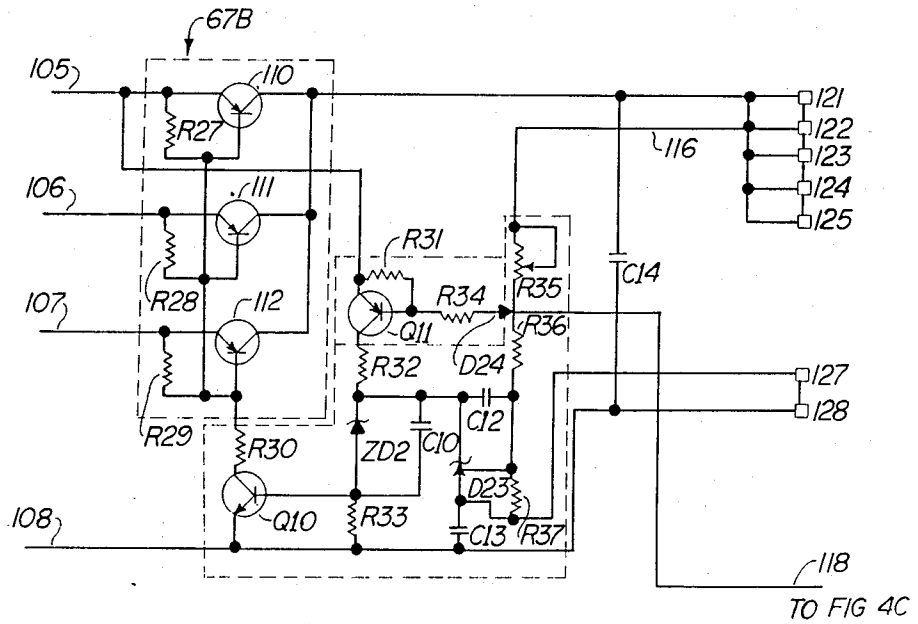 67B
105
110
121
R27
122
116
123
106
111
124
125
R31
R28
R34
R35
C14
107
112
Q11
D24
R36
R32
127
C12
128
R29
R30
ZD2
C10
D23
108
Q10
R33
C13
R37
118
TO FIG 4C